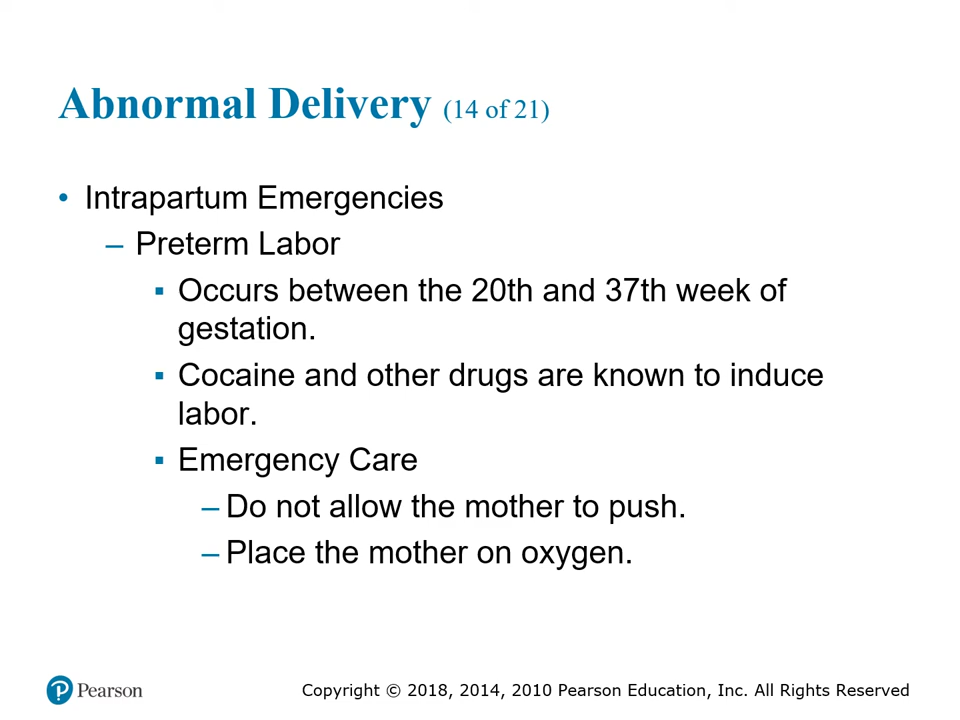 Abnormal Delivery (14 of 21)
• Intrapartum Emergencies
– Preterm Labor
▪ Occurs between the 20th and 37th week of
gestation.
▪ Cocaine and other drugs are known to induce
labor.
▪ Emergency Care
– Do not allow the mother to push.
– Place the mother on oxygen.
Pearson
Copyright © 2018, 2014, 2010 Pearson Education, Inc. All Rights Reserved